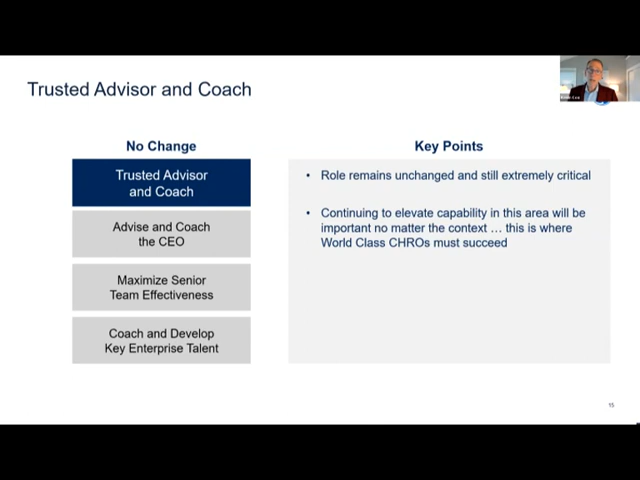 Trusted Advisor and Coach
No Change
Trusted Advisor
and Coach
Advise and Coach
the CEO
Maximize Senior
Team Effectiveness
Coach and Develop
Key Enterprise Talent
Key Points
• Role remains unchanged and still extremely critical
• Continuing to elevate capability in this area will be
important no matter the context … this is where
World Class CHROs must succeed
15